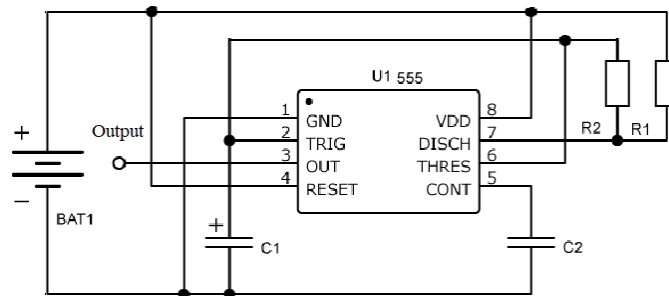 U1 555
1 GND VDD 8
2 TRIG DISCH 7
3 OUT THRES 6
4 RESET CONT 5
R2 R1
+ Output
−
BAT1
+ C1 C2